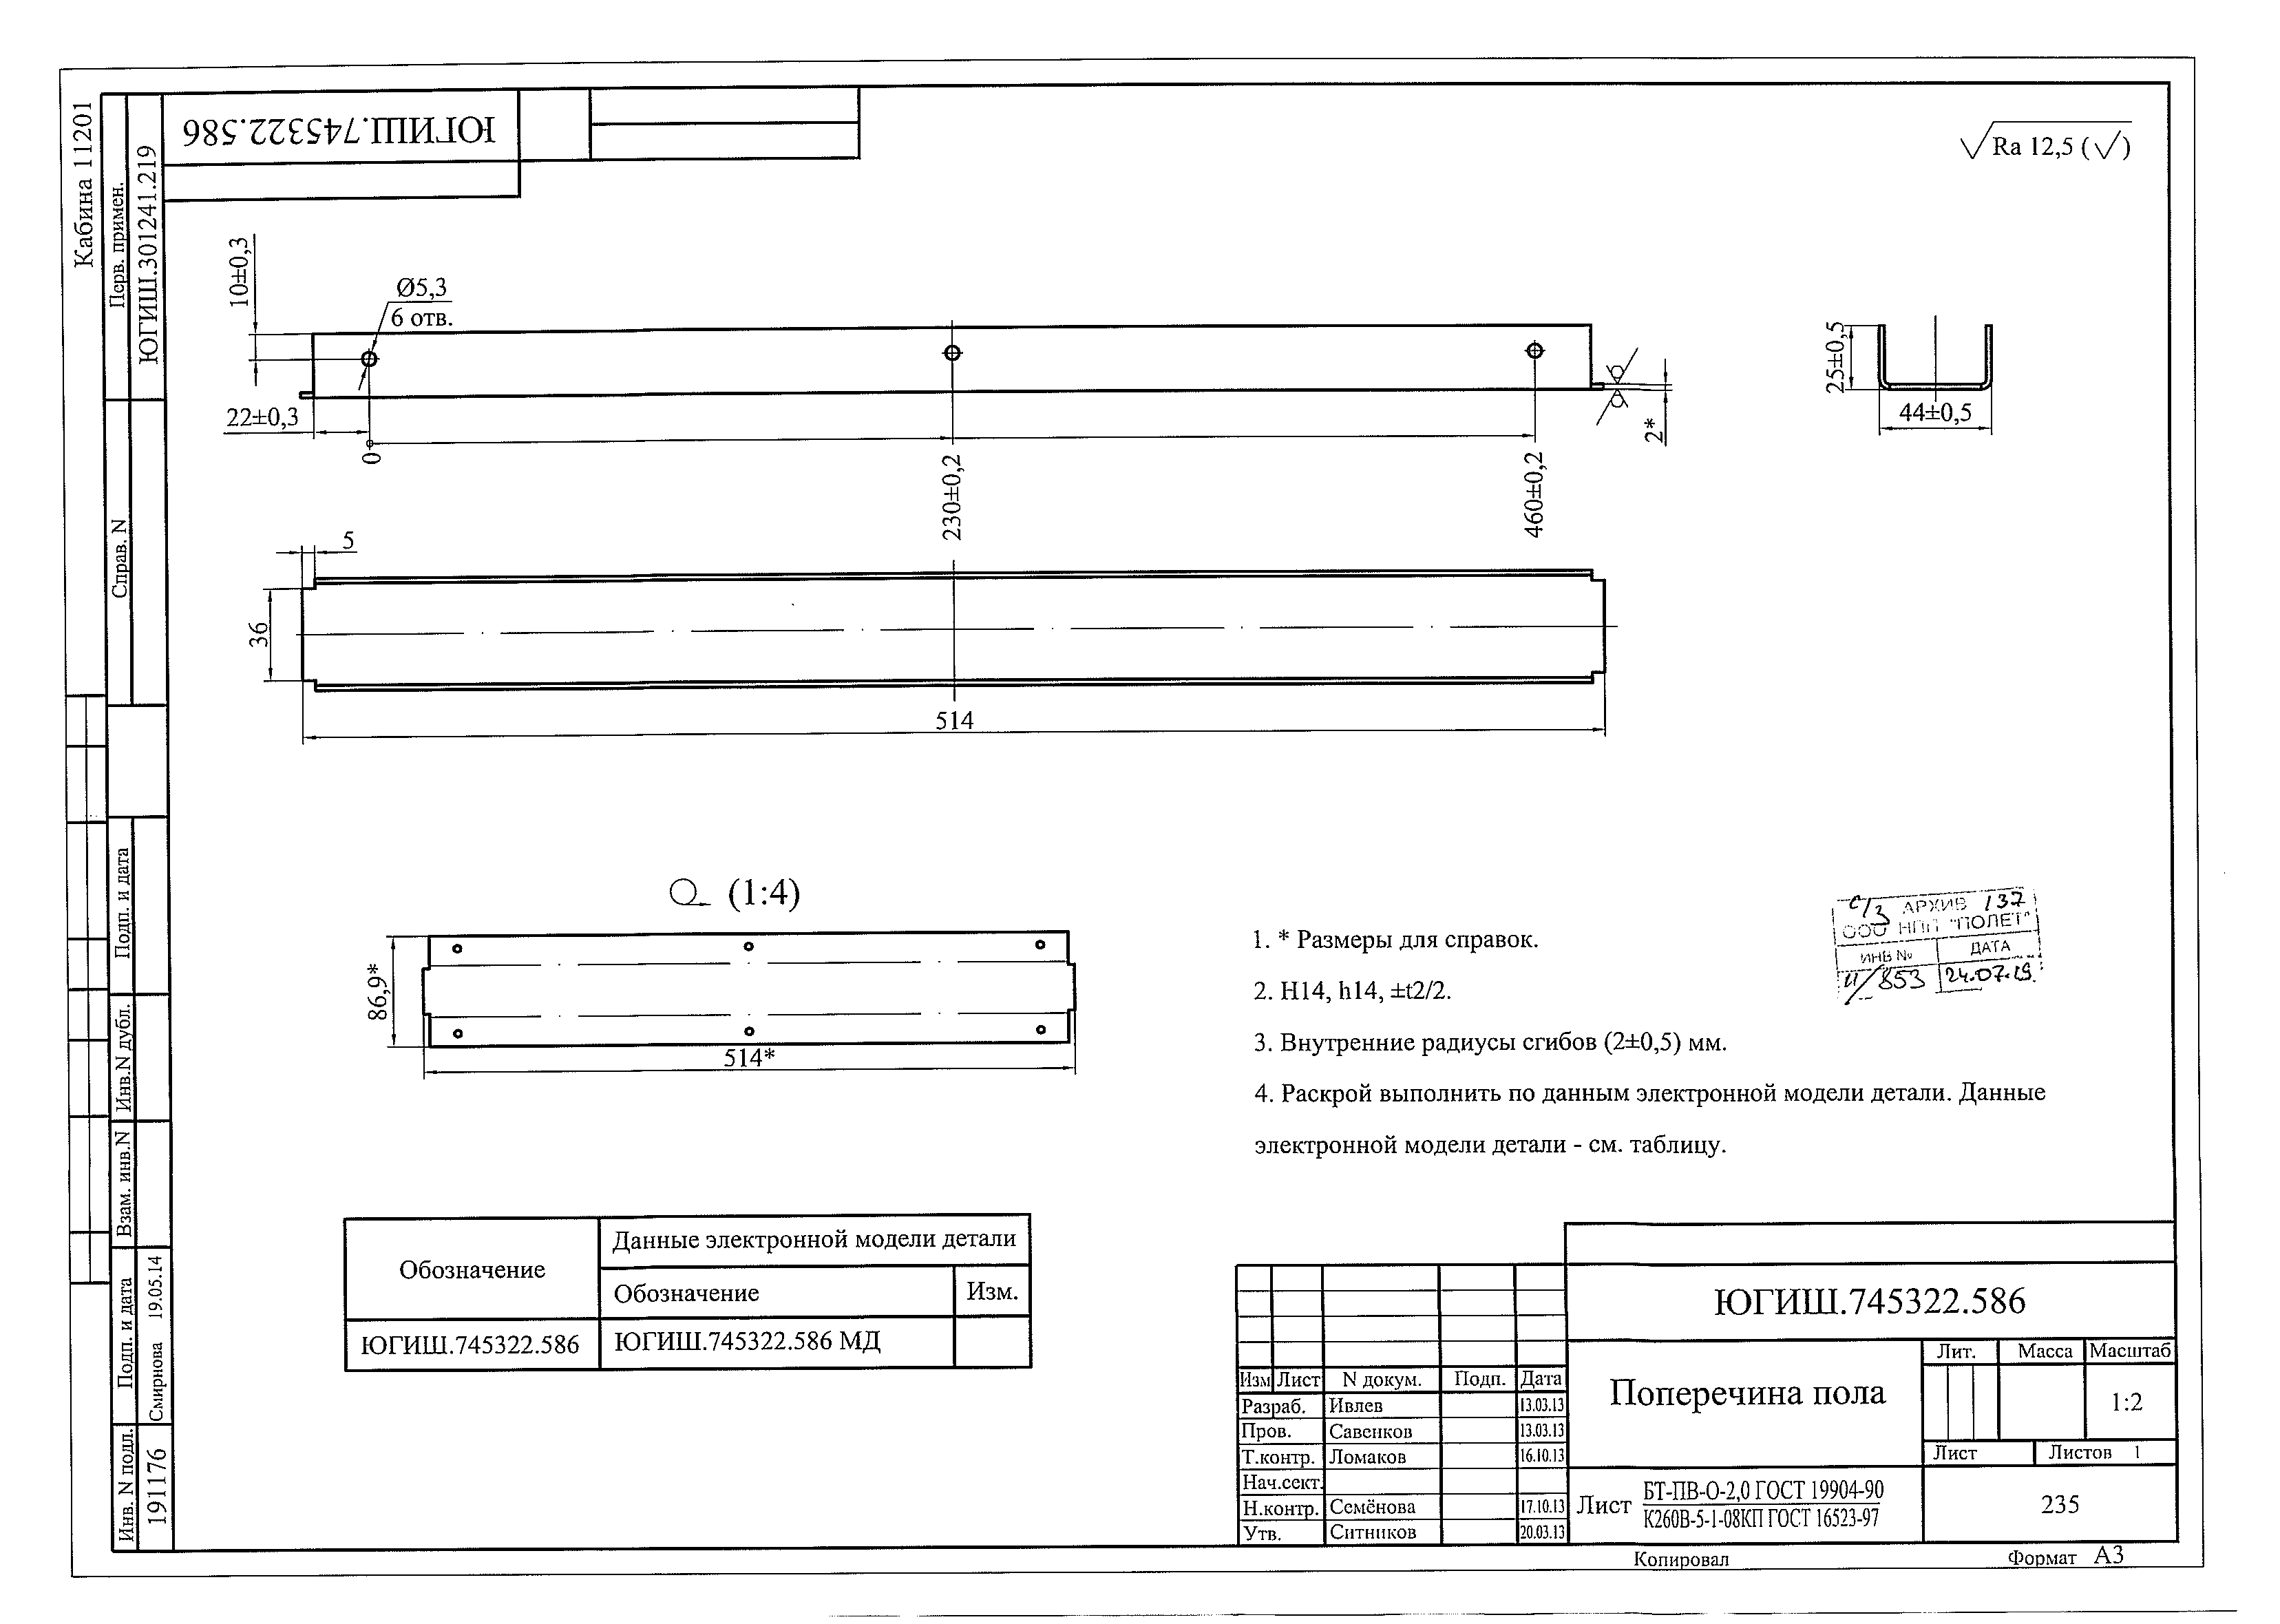 Кабина 11201
Перв. примен.
ЮГИШ.301241.219
Справ. N
Подп. и дата
Инв.N дубл.
Взам. инв.N
Подп. и дата
Смирнова 19.05.14
Инв. N подл.
191176
ЮГИШ.745322.586
Ra 12,5 ( )
10±0,3
Ø5,3
6 отв.
22±0,3
0
230±0,2
460±0,2
2*
25±0,5
44±0,5
5
36
514
(1:4)
86,9*
514*
1. * Размеры для справок.
2. H14, h14, ±t2/2.
3. Внутренние радиусы сгибов (2±0,5) мм.
4. Раскрой выполнить по данным электронной модели детали. Данные
электронной модели детали - см. таблицу.
с/з АРХИВ 137
ООО НПП "ПОЛЕТ"
ИНВ № ДАТА
И/853 24.07.19.
Обозначение
Данные электронной модели детали
Обозначение Изм.
ЮГИШ.745322.586 ЮГИШ.745322.586 МД
ЮГИШ.745322.586
Поперечина пола
Лит. Масса Масштаб
1:2
Лист Листов 1
Изм Лист N докум. Подп. Дата
Разраб. Ивлев 13.03.13
Пров. Савенков 13.03.13
Т.контр. Ломаков 16.10.13
Нач.сект.
Н.контр. Семёнова 17.10.13
Утв. Ситников 20.03.13
Лист БТ-ПВ-О-2,0 ГОСТ 19904-90
К260В-5-1-08КП ГОСТ 16523-97
235
Копировал
Формат А3